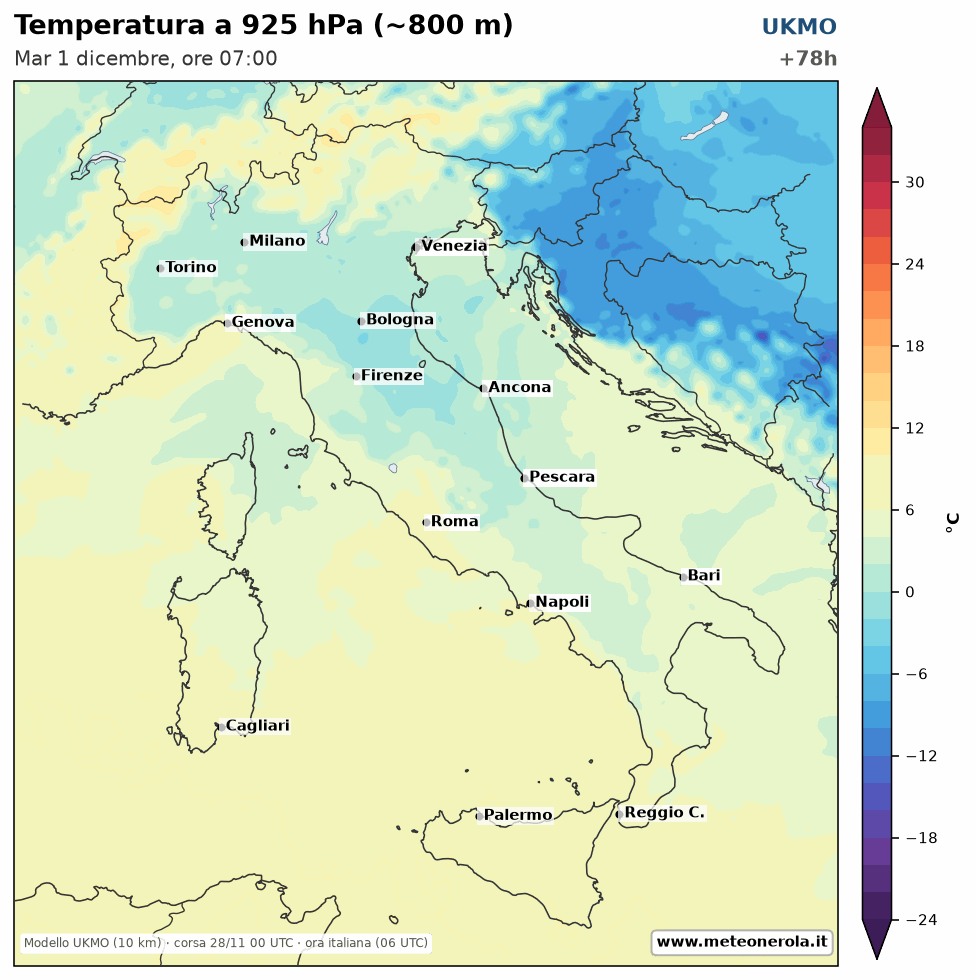 Temperatura a 925 hPa (~800 m)
UKMO
Mar 1 dicembre, ore 07:00
+78h
Milano
Venezia
Torino
Genova
Bologna
Firenze
Ancona
Pescara
Roma
Bari
Napoli
Cagliari
Palermo
Reggio C.
30
24
18
12
6
0
−6
−12
−18
−24
°C
Modello UKMO (10 km) · corsa 28/11 00 UTC · ora italiana (06 UTC)
www.meteonerola.it